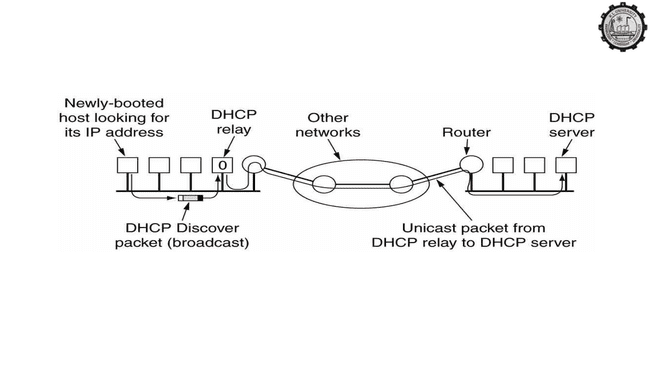 Newly-booted
host looking for
its IP address
DHCP
relay
Other
networks
Router
DHCP
server
0
DHCP Discover
packet (broadcast)
Unicast packet from
DHCP relay to DHCP server